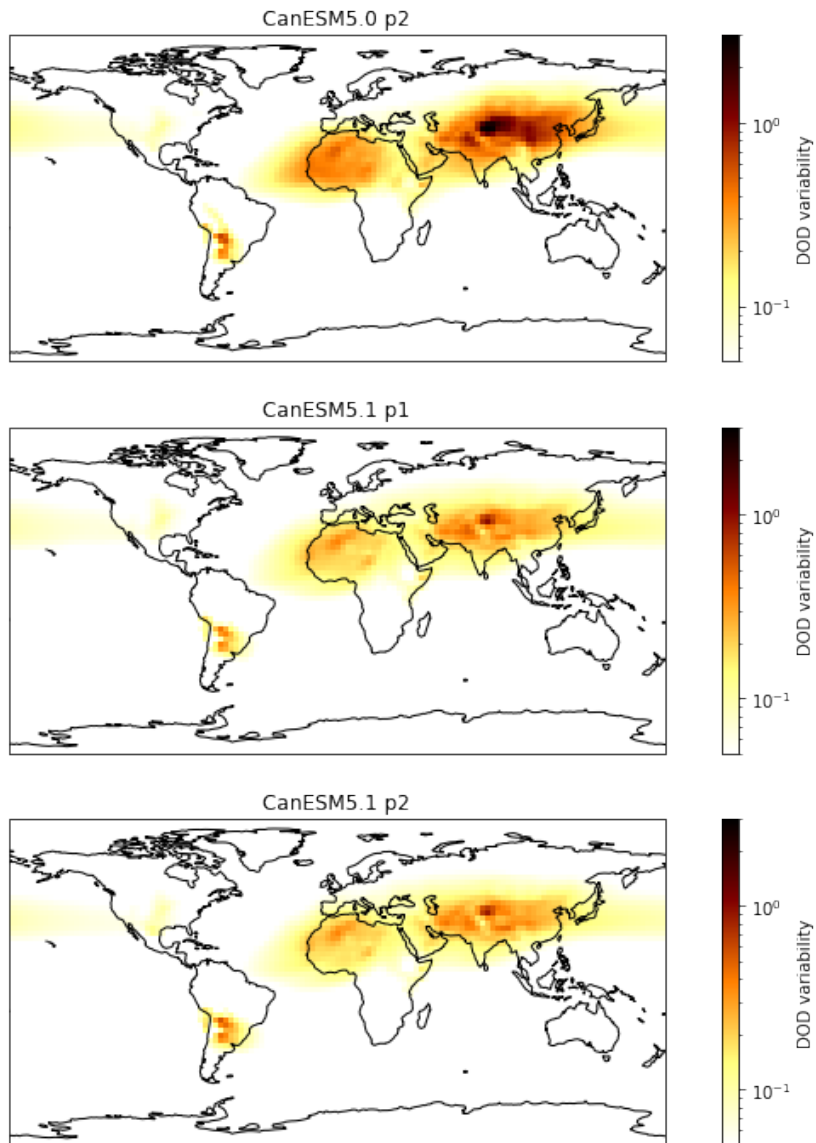 CanESM5.0 p2
10⁰
DOD variability
10⁻¹
CanESM5.1 p1
10⁰
DOD variability
10⁻¹
CanESM5.1 p2
10⁰
DOD variability
10⁻¹